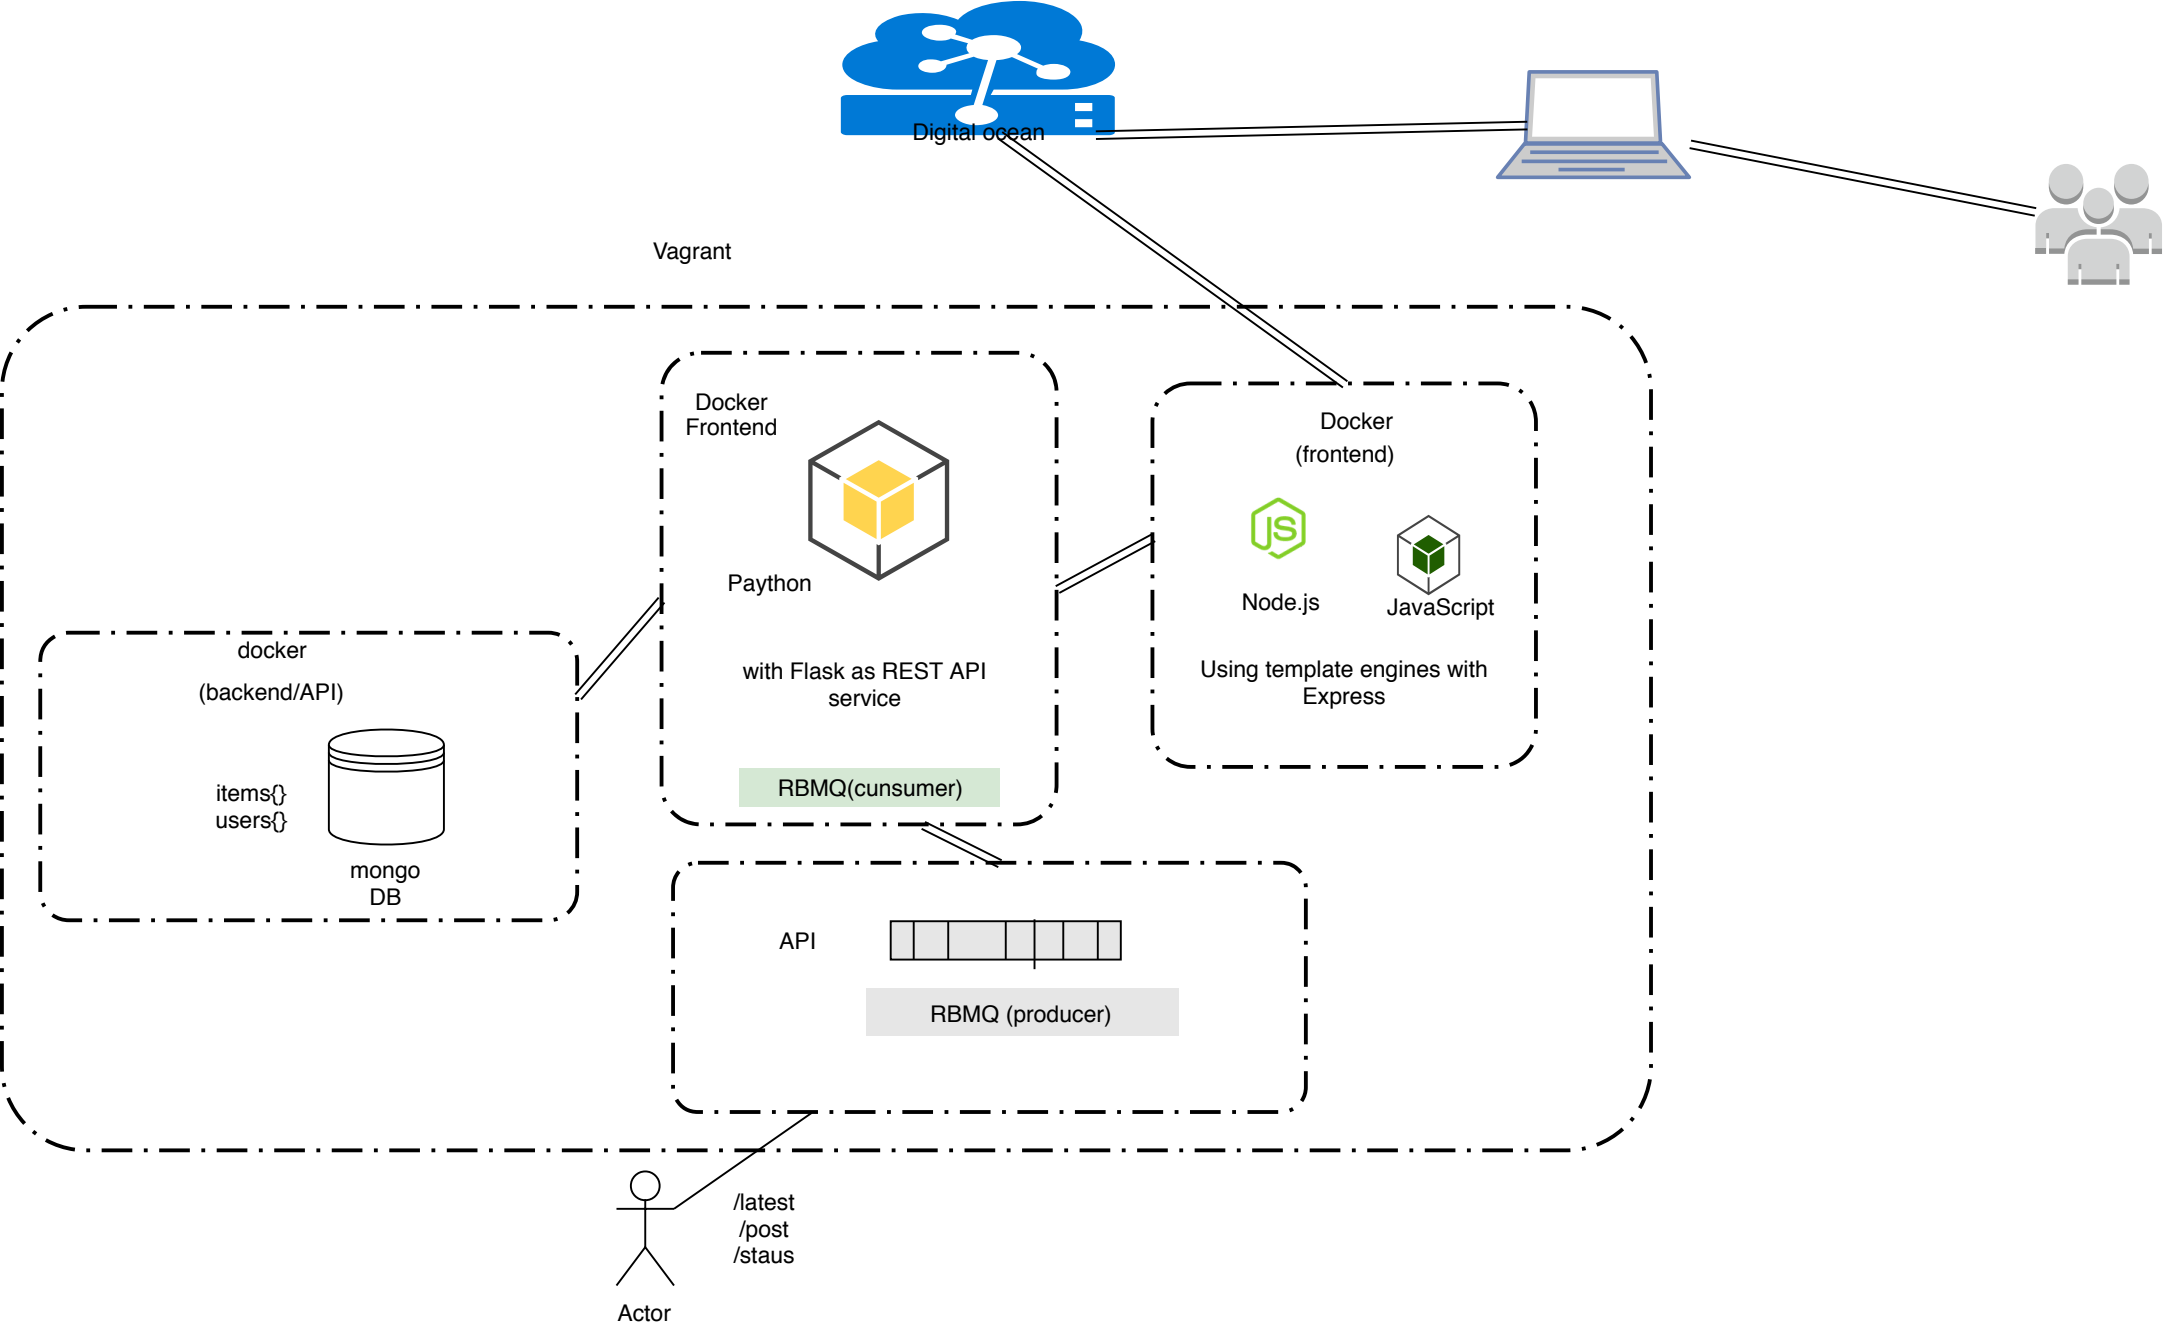 Digital ocean
Vagrant
Docker
Frontend
Paython
with Flask as REST API
service
RBMQ(cunsumer)
Docker
(frontend)
JS
Node.js
JavaScript
Using template engines with
Express
docker
(backend/API)
items{}
users{}
mongo
DB
API
RBMQ (producer)
/latest
/post
/staus
Actor